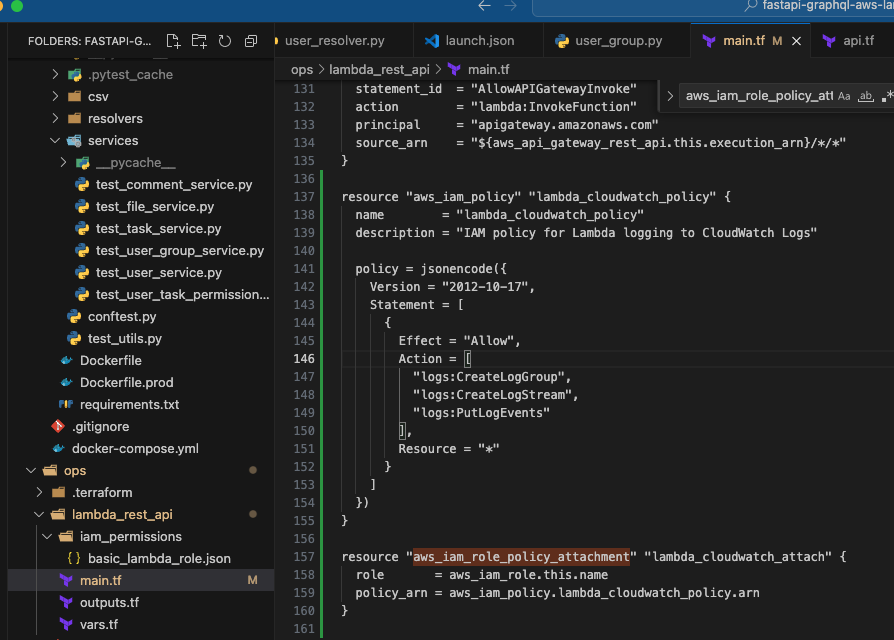 fastapi-graphql-aws-la
FOLDERS: FASTAPI-G...
user_resolver.py
launch.json
user_group.py
main.tf M
api.tf
ops > lambda_rest_api > main.tf
aws_iam_role_policy_att Aa ab .*
.pytest_cache
csv
resolvers
services
__pycache__
test_comment_service.py
test_file_service.py
test_task_service.py
test_user_group_service.py
test_user_service.py
test_user_task_permission...
conftest.py
test_utils.py
Dockerfile
Dockerfile.prod
requirements.txt
.gitignore
docker-compose.yml
ops
.terraform
lambda_rest_api
iam_permissions
{} basic_lambda_role.json
main.tf M
outputs.tf
vars.tf
131 statement_id = "AllowAPIGatewayInvoke"
132 action = "lambda:InvokeFunction"
133 principal = "apigateway.amazonaws.com"
134 source_arn = "${aws_api_gateway_rest_api.this.execution_arn}/*/*"
135 }
136
137 resource "aws_iam_policy" "lambda_cloudwatch_policy" {
138 name = "lambda_cloudwatch_policy"
139 description = "IAM policy for Lambda logging to CloudWatch Logs"
140
141 policy = jsonencode({
142 Version = "2012-10-17",
143 Statement = [
144 {
145 Effect = "Allow",
146 Action = [
147 "logs:CreateLogGroup",
148 "logs:CreateLogStream",
149 "logs:PutLogEvents"
150 ],
151 Resource = "*"
152 }
153 ]
154 })
155 }
156
157 resource "aws_iam_role_policy_attachment" "lambda_cloudwatch_attach" {
158 role = aws_iam_role.this.name
159 policy_arn = aws_iam_policy.lambda_cloudwatch_policy.arn
160 }
161